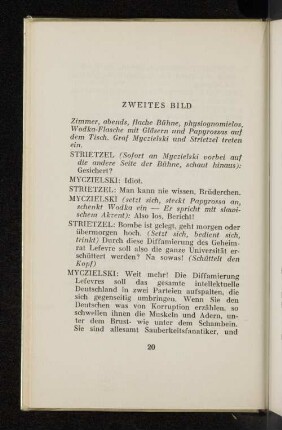 ZWEITES BILD
Zimmer, abends, flache Bühne, physiognomielos,
Wodka-Flasche mit Gläsern und Papyrossas auf
dem Tisch. Graf Myczielski und Strietzel treten
ein.
STRIETZEL (Sofort an Myczielski vorbei auf
die andere Seite der Bühne, schaut hinaus):
Gesichert?
MYCZIELSKI: Idiot.
STRIETZEL: Man kann nie wissen, Brüderchen.
MYCZIELSKI (setzt sich, steckt Papyrossa an,
schenkt Wodka ein — Er spricht mit slawi-
schem Akzent): Also los, Bericht!
STRIETZEL: Bombe ist gelegt, geht morgen oder
übermorgen hoch. (Setzt sich, bedient sich,
trinkt) Durch diese Diffamierung des Geheim-
rat Lefevre soll also die ganze Universität er-
schüttert werden? Na sowas! (Schüttelt den
Kopf)
MYCZIELSKI: Weit mehr! Die Diffamierung
Lefevres soll das gesamte intellektuelle
Deutschland in zwei Parteien aufspalten, die
sich gegenseitig umbringen. Wenn Sie den
Deutschen was von Korruption erzählen, so
schwellen ihnen die Muskeln und Adern, un-
ter dem Brust- wie unter dem Schambein.
Sie sind allesamt Sauberkeitsfanatiker, und
20